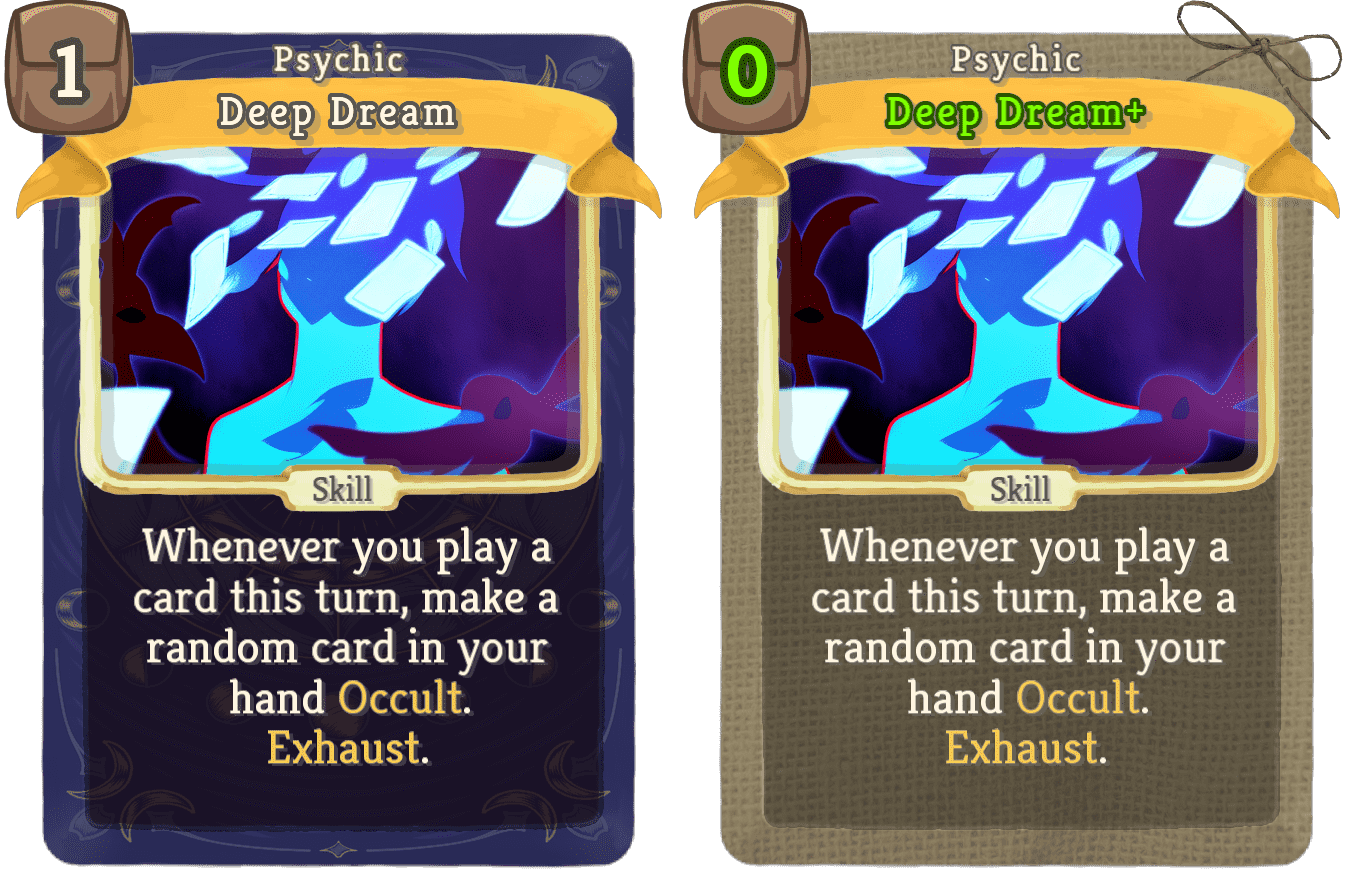 1
Psychic
Deep Dream
Skill
Whenever you play a
card this turn, make a
random card in your
hand Occult.
Exhaust.
0
Psychic
Deep Dream+
Skill
Whenever you play a
card this turn, make a
random card in your
hand Occult.
Exhaust.